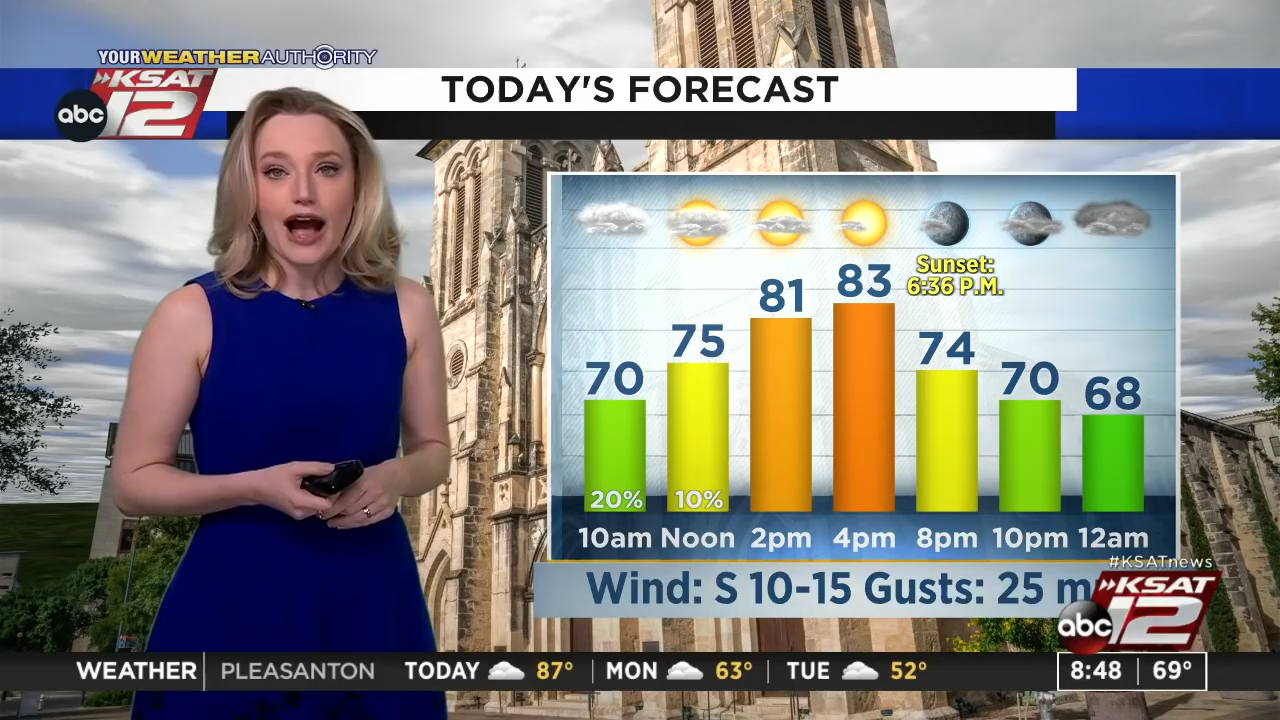 YOURWEATHERAUTHORITY
KSAT
abc 12
TODAY'S FORECAST
Sunset:
6:36 P.M.
70 75 81 83 74 70 68
20% 10%
10am Noon 2pm 4pm 8pm 10pm 12am
#KSATnews
Wind: S 10-15 Gusts: 25 m
KSAT
abc 12
WEATHER PLEASANTON TODAY 87° MON 63° TUE 52° 8:48 69°